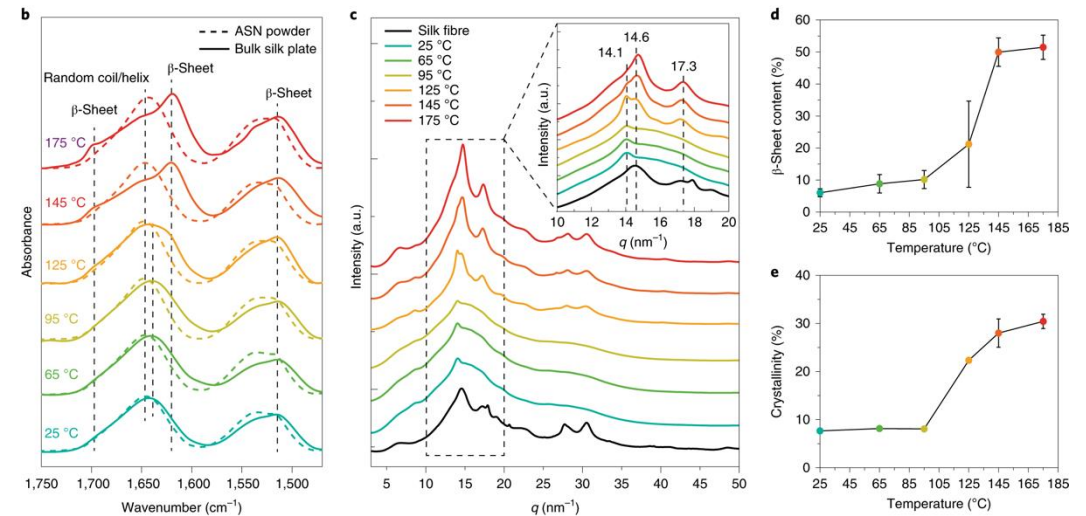 b
ASN powder
Bulk silk plate
Random coil/helix
β-Sheet
β-Sheet
β-Sheet
175 °C
145 °C
125 °C
95 °C
65 °C
25 °C
Absorbance
1,750 1,700 1,650 1,600 1,550 1,500
Wavenumber (cm⁻¹)
c
Silk fibre
25 °C
65 °C
95 °C
125 °C
145 °C
175 °C
Intensity (a.u.)
0 10 20 30 40 50
q (nm⁻¹)
14.6
14.1
17.3
Intensity (a.u.)
10 12 14 16 18 20
q (nm⁻¹)
d
β-Sheet content (%)
60
50
40
30
20
10
0
25 45 65 85 105 125 145 165 185
Temperature (°C)
e
Crystallinity (%)
40
30
20
10
0
25 45 65 85 105 125 145 165 185
Temperature (°C)